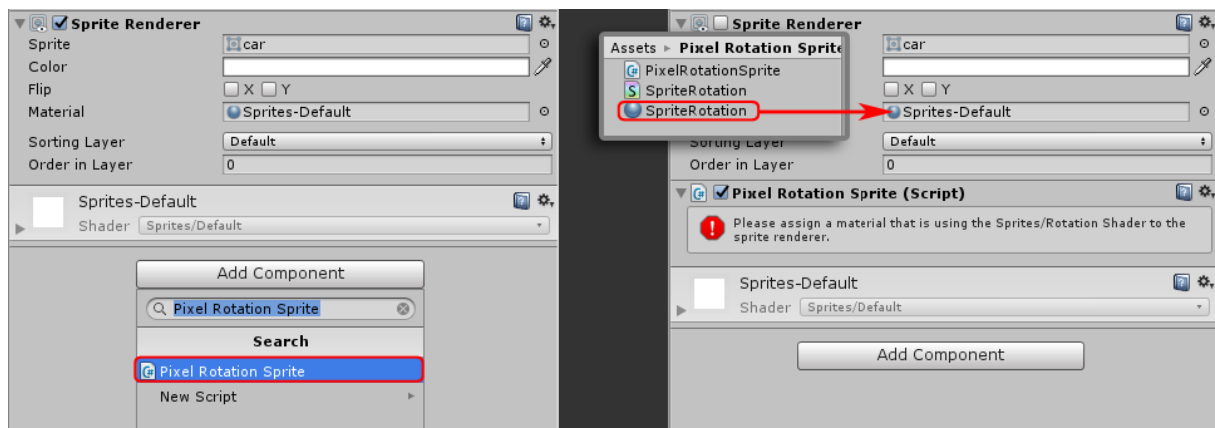 Sprite Renderer
Sprite
car
Color
Flip
X
Y
Material
Sprites-Default
Sorting Layer
Default
Order in Layer
0
Sprites-Default
Shader
Sprites/Default
Add Component
Pixel Rotation Sprite
Search
Pixel Rotation Sprite
New Script
Sprite Renderer
car
Assets
Pixel Rotation Sprite
PixelRotationSprite
SpriteRotation
SpriteRotation
X
Y
Sprites-Default
Sorting Layer
Default
Order in Layer
0
Pixel Rotation Sprite (Script)
Please assign a material that is using the Sprites/Rotation Shader to the
sprite renderer.
Sprites-Default
Shader
Sprites/Default
Add Component